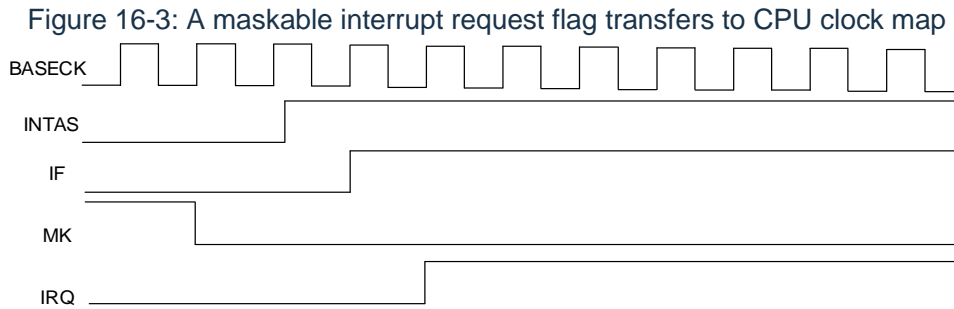 Figure 16-3: A maskable interrupt request flag transfers to CPU clock map
BASECK
INTAS
IF
MK
IRQ